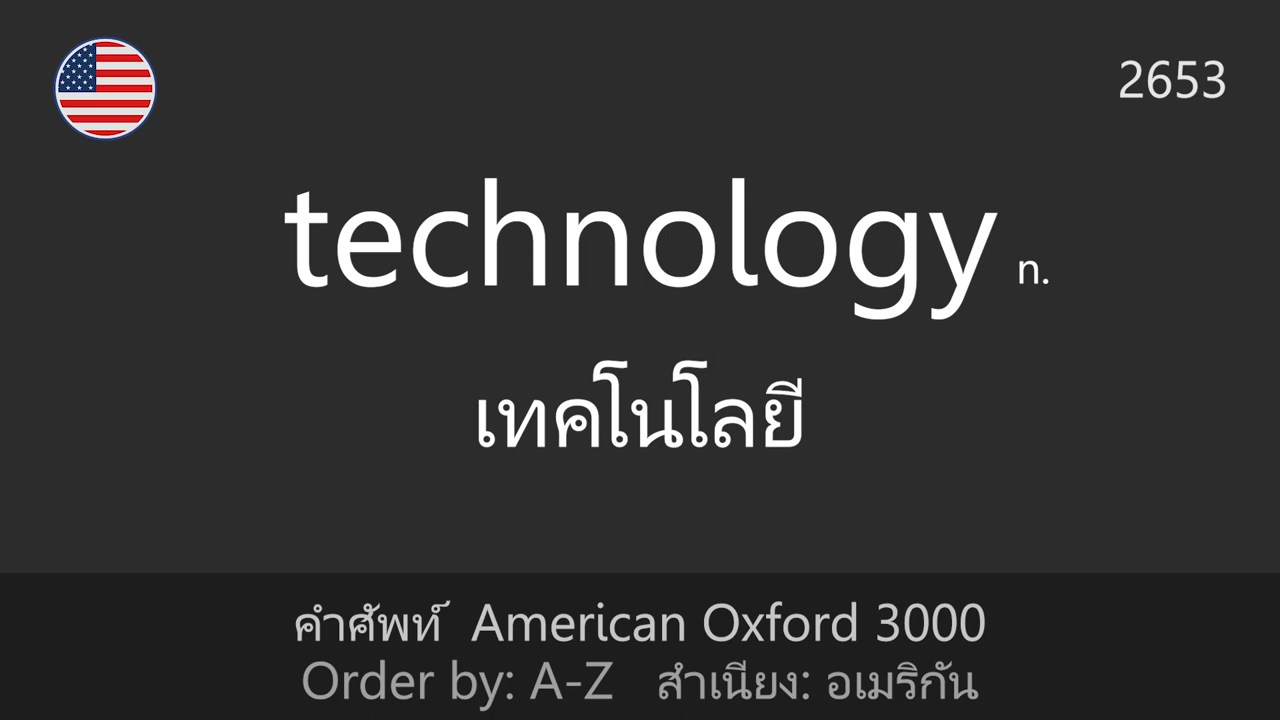 2653
technology n.
เทคโนโลยี
คำศัพท์ American Oxford 3000
Order by: A-Z สำเนียง: อเมริกัน